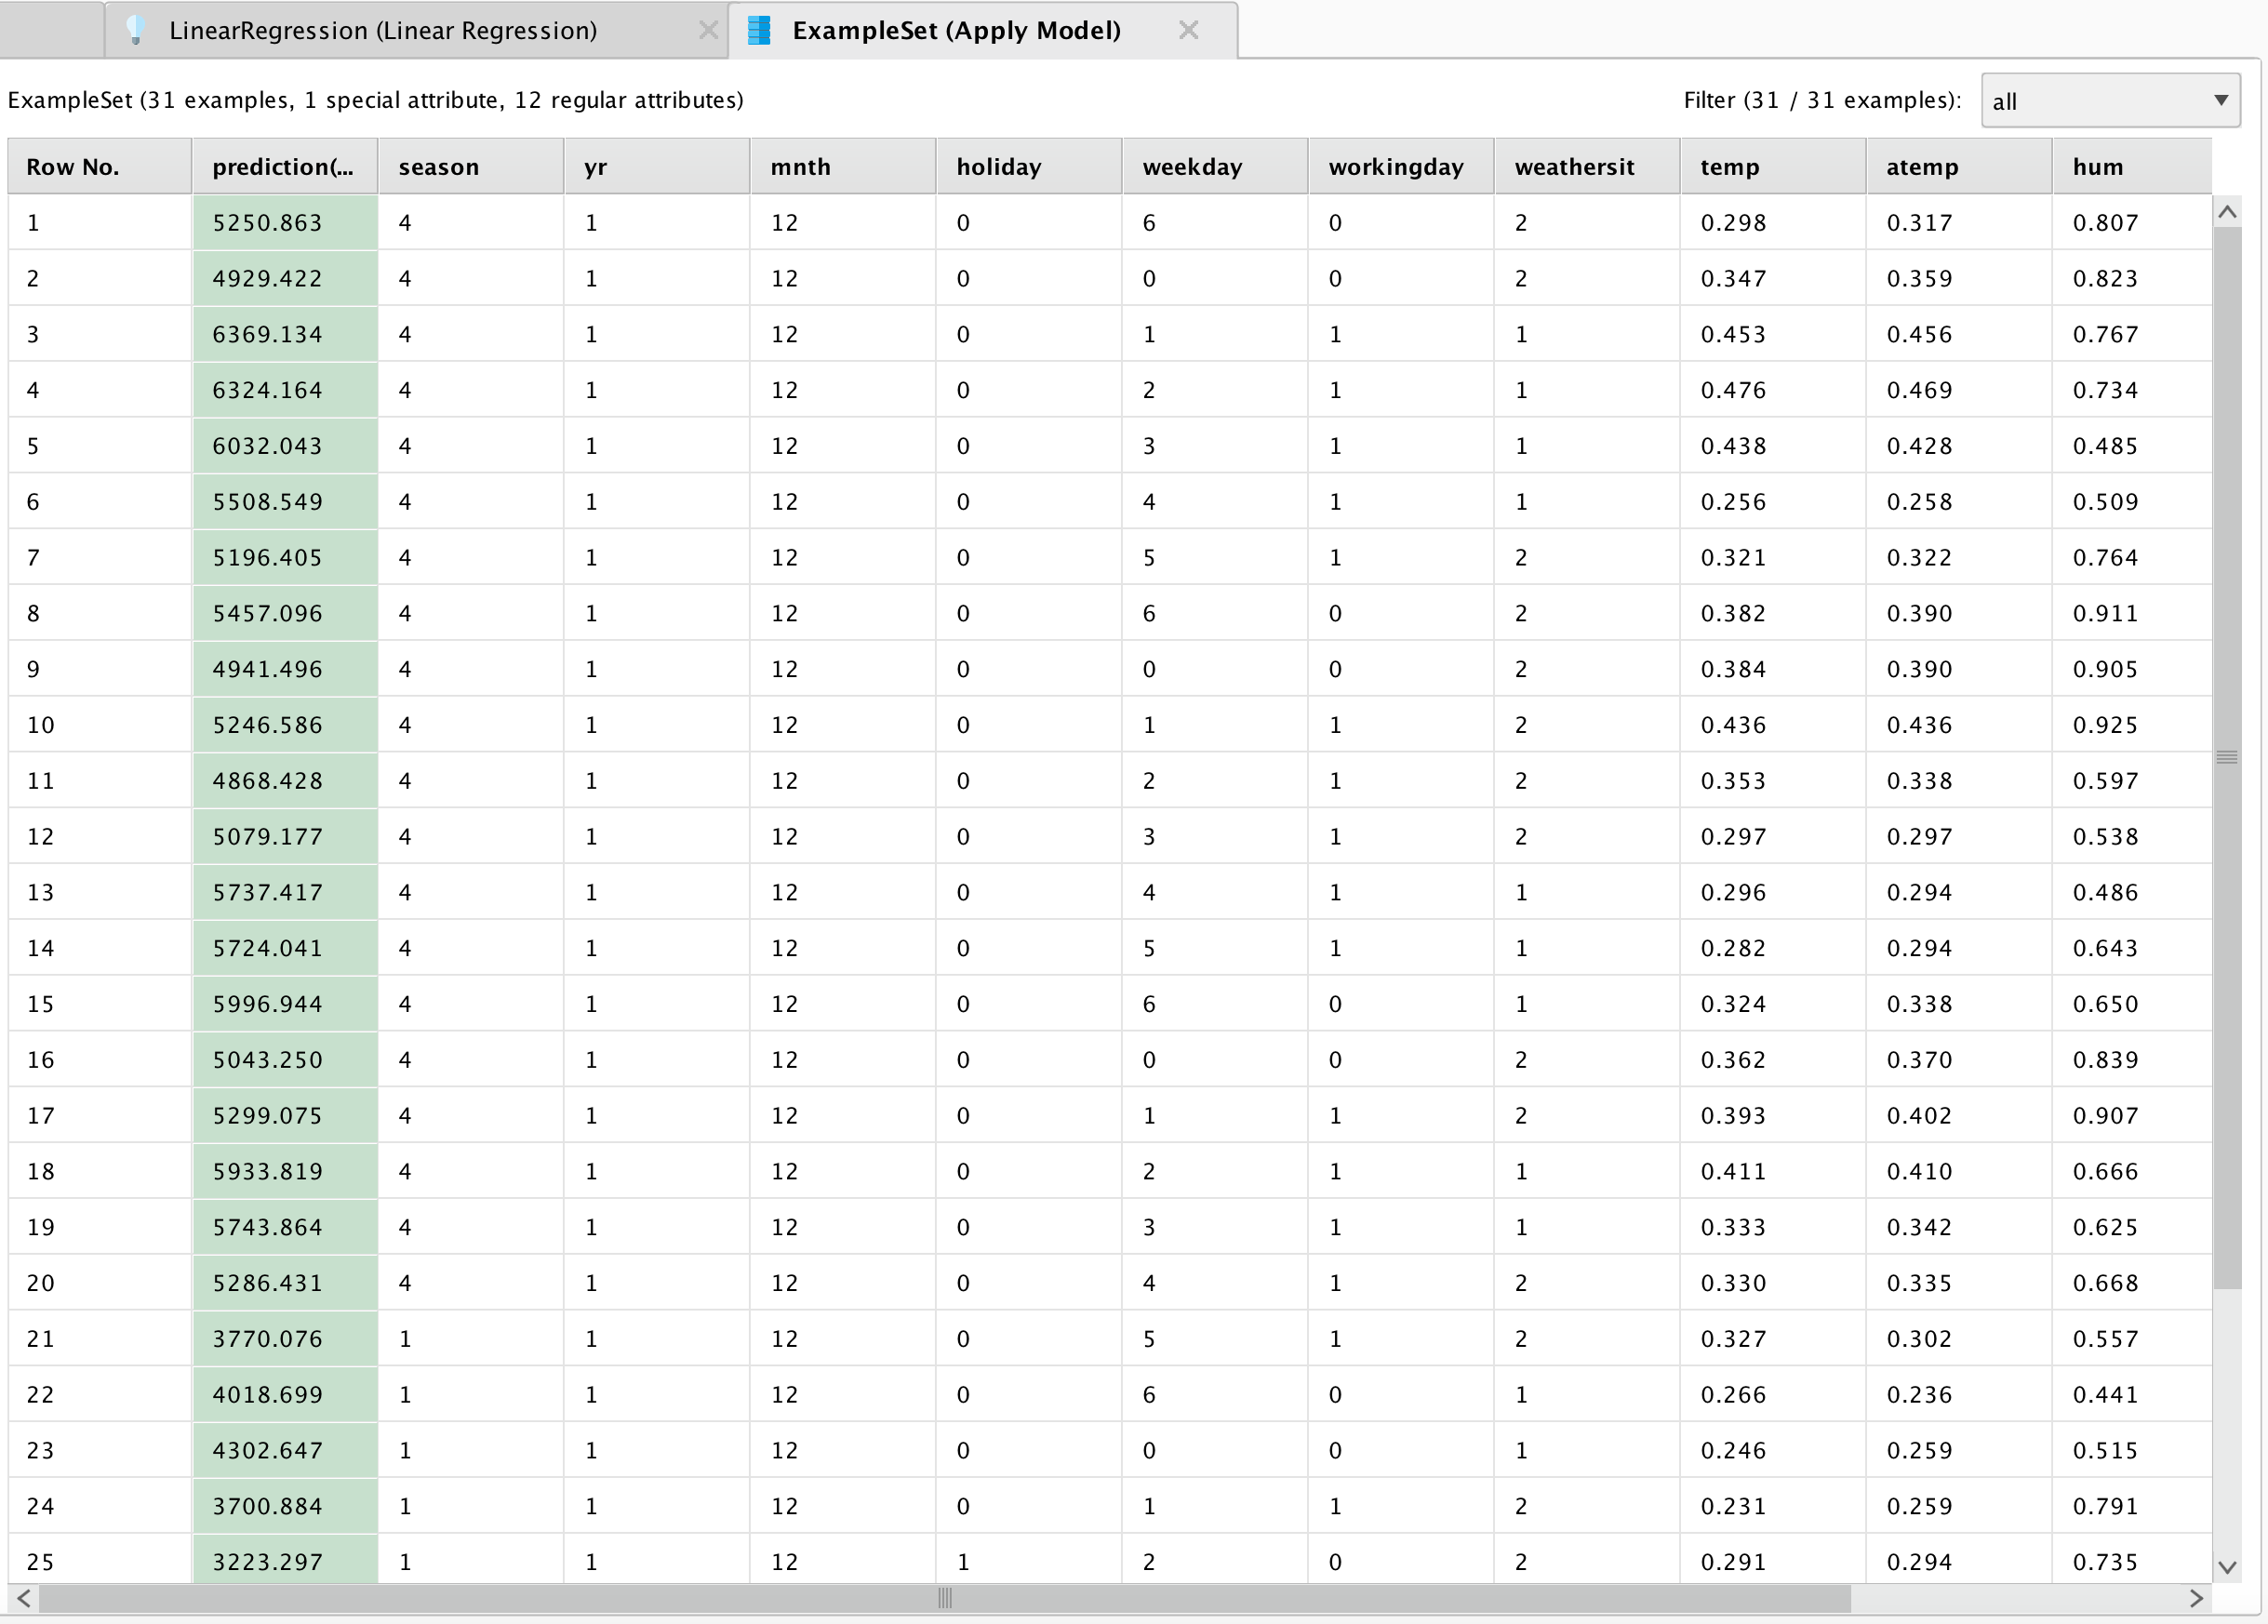 LinearRegression (Linear Regression) ExampleSet (Apply Model)
ExampleSet (31 examples, 1 special attribute, 12 regular attributes) Filter (31 / 31 examples): all
Row No. prediction(... season yr mnth holiday weekday workingday weathersit temp atemp hum
1 5250.863 4 1 12 0 6 0 2 0.298 0.317 0.807
2 4929.422 4 1 12 0 0 0 2 0.347 0.359 0.823
3 6369.134 4 1 12 0 1 1 1 0.453 0.456 0.767
4 6324.164 4 1 12 0 2 1 1 0.476 0.469 0.734
5 6032.043 4 1 12 0 3 1 1 0.438 0.428 0.485
6 5508.549 4 1 12 0 4 1 1 0.256 0.258 0.509
7 5196.405 4 1 12 0 5 1 2 0.321 0.322 0.764
8 5457.096 4 1 12 0 6 0 2 0.382 0.390 0.911
9 4941.496 4 1 12 0 0 0 2 0.384 0.390 0.905
10 5246.586 4 1 12 0 1 1 2 0.436 0.436 0.925
11 4868.428 4 1 12 0 2 1 2 0.353 0.338 0.597
12 5079.177 4 1 12 0 3 1 2 0.297 0.297 0.538
13 5737.417 4 1 12 0 4 1 1 0.296 0.294 0.486
14 5724.041 4 1 12 0 5 1 1 0.282 0.294 0.643
15 5996.944 4 1 12 0 6 0 1 0.324 0.338 0.650
16 5043.250 4 1 12 0 0 0 2 0.362 0.370 0.839
17 5299.075 4 1 12 0 1 1 2 0.393 0.402 0.907
18 5933.819 4 1 12 0 2 1 1 0.411 0.410 0.666
19 5743.864 4 1 12 0 3 1 1 0.333 0.342 0.625
20 5286.431 4 1 12 0 4 1 2 0.330 0.335 0.668
21 3770.076 1 1 12 0 5 1 2 0.327 0.302 0.557
22 4018.699 1 1 12 0 6 0 1 0.266 0.236 0.441
23 4302.647 1 1 12 0 0 0 1 0.246 0.259 0.515
24 3700.884 1 1 12 0 1 1 2 0.231 0.259 0.791
25 3223.297 1 1 12 1 2 0 2 0.291 0.294 0.735